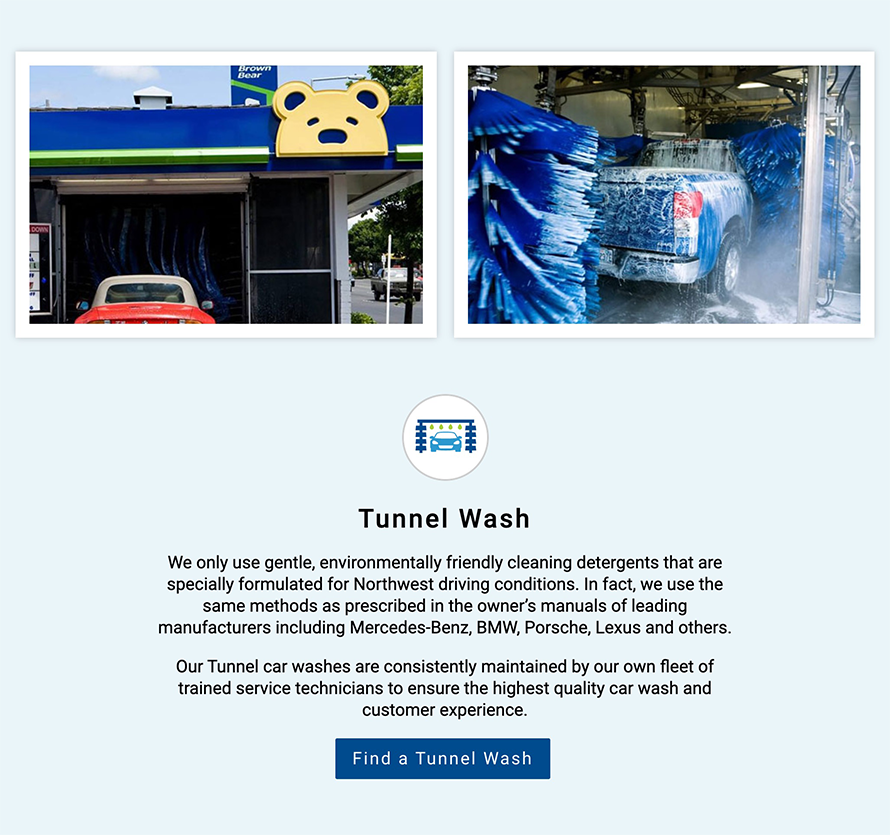 Brown
Bear
DOWN
Tunnel Wash
We only use gentle, environmentally friendly cleaning detergents that are
specially formulated for Northwest driving conditions. In fact, we use the
same methods as prescribed in the owner’s manuals of leading
manufacturers including Mercedes-Benz, BMW, Porsche, Lexus and others.
Our Tunnel car washes are consistently maintained by our own fleet of
trained service technicians to ensure the highest quality car wash and
customer experience.
Find a Tunnel Wash